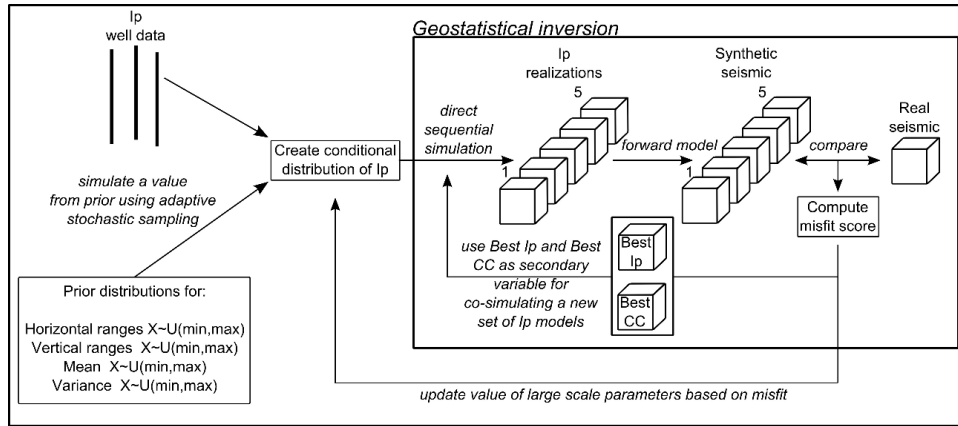 Ip
well data
Geostatistical inversion
Ip
realizations
5
1
Synthetic
seismic
5
1
Real
seismic
direct
sequential
simulation
forward model
compare
Create conditional
distribution of Ip
simulate a value
from prior using adaptive
stochastic sampling
Compute
misfit score
use Best Ip and Best
CC as secondary
variable for
co-simulating a new
set of Ip models
Best
Ip
Best
CC
Prior distributions for:
Horizontal ranges X~U(min,max)
Vertical ranges X~U(min,max)
Mean X~U(min,max)
Variance X~U(min,max)
update value of large scale parameters based on misfit